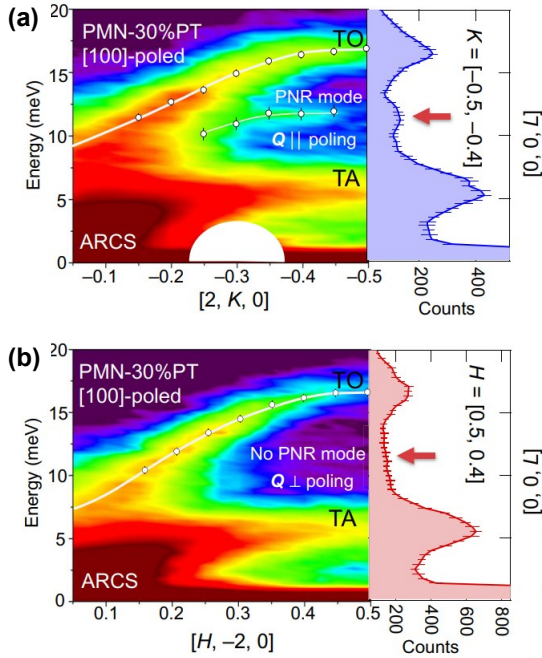 (a)
PMN-30%PT
[100]-poled
TO
PNR mode
Q || poling
TA
ARCS
Energy (meV)
20
15
10
5
0
–0.1
–0.2
–0.3
–0.4
–0.5
[2, K, 0]
K = [–0.5, –0.4]
200
400
Counts
(b)
PMN-30%PT
[100]-poled
TO
No PNR mode
Q ⊥ poling
TA
ARCS
Energy (meV)
20
15
10
5
0
0.1
0.2
0.3
0.4
0.5
[H, –2, 0]
H = [0.5, 0.4]
200
400
600
800
Counts